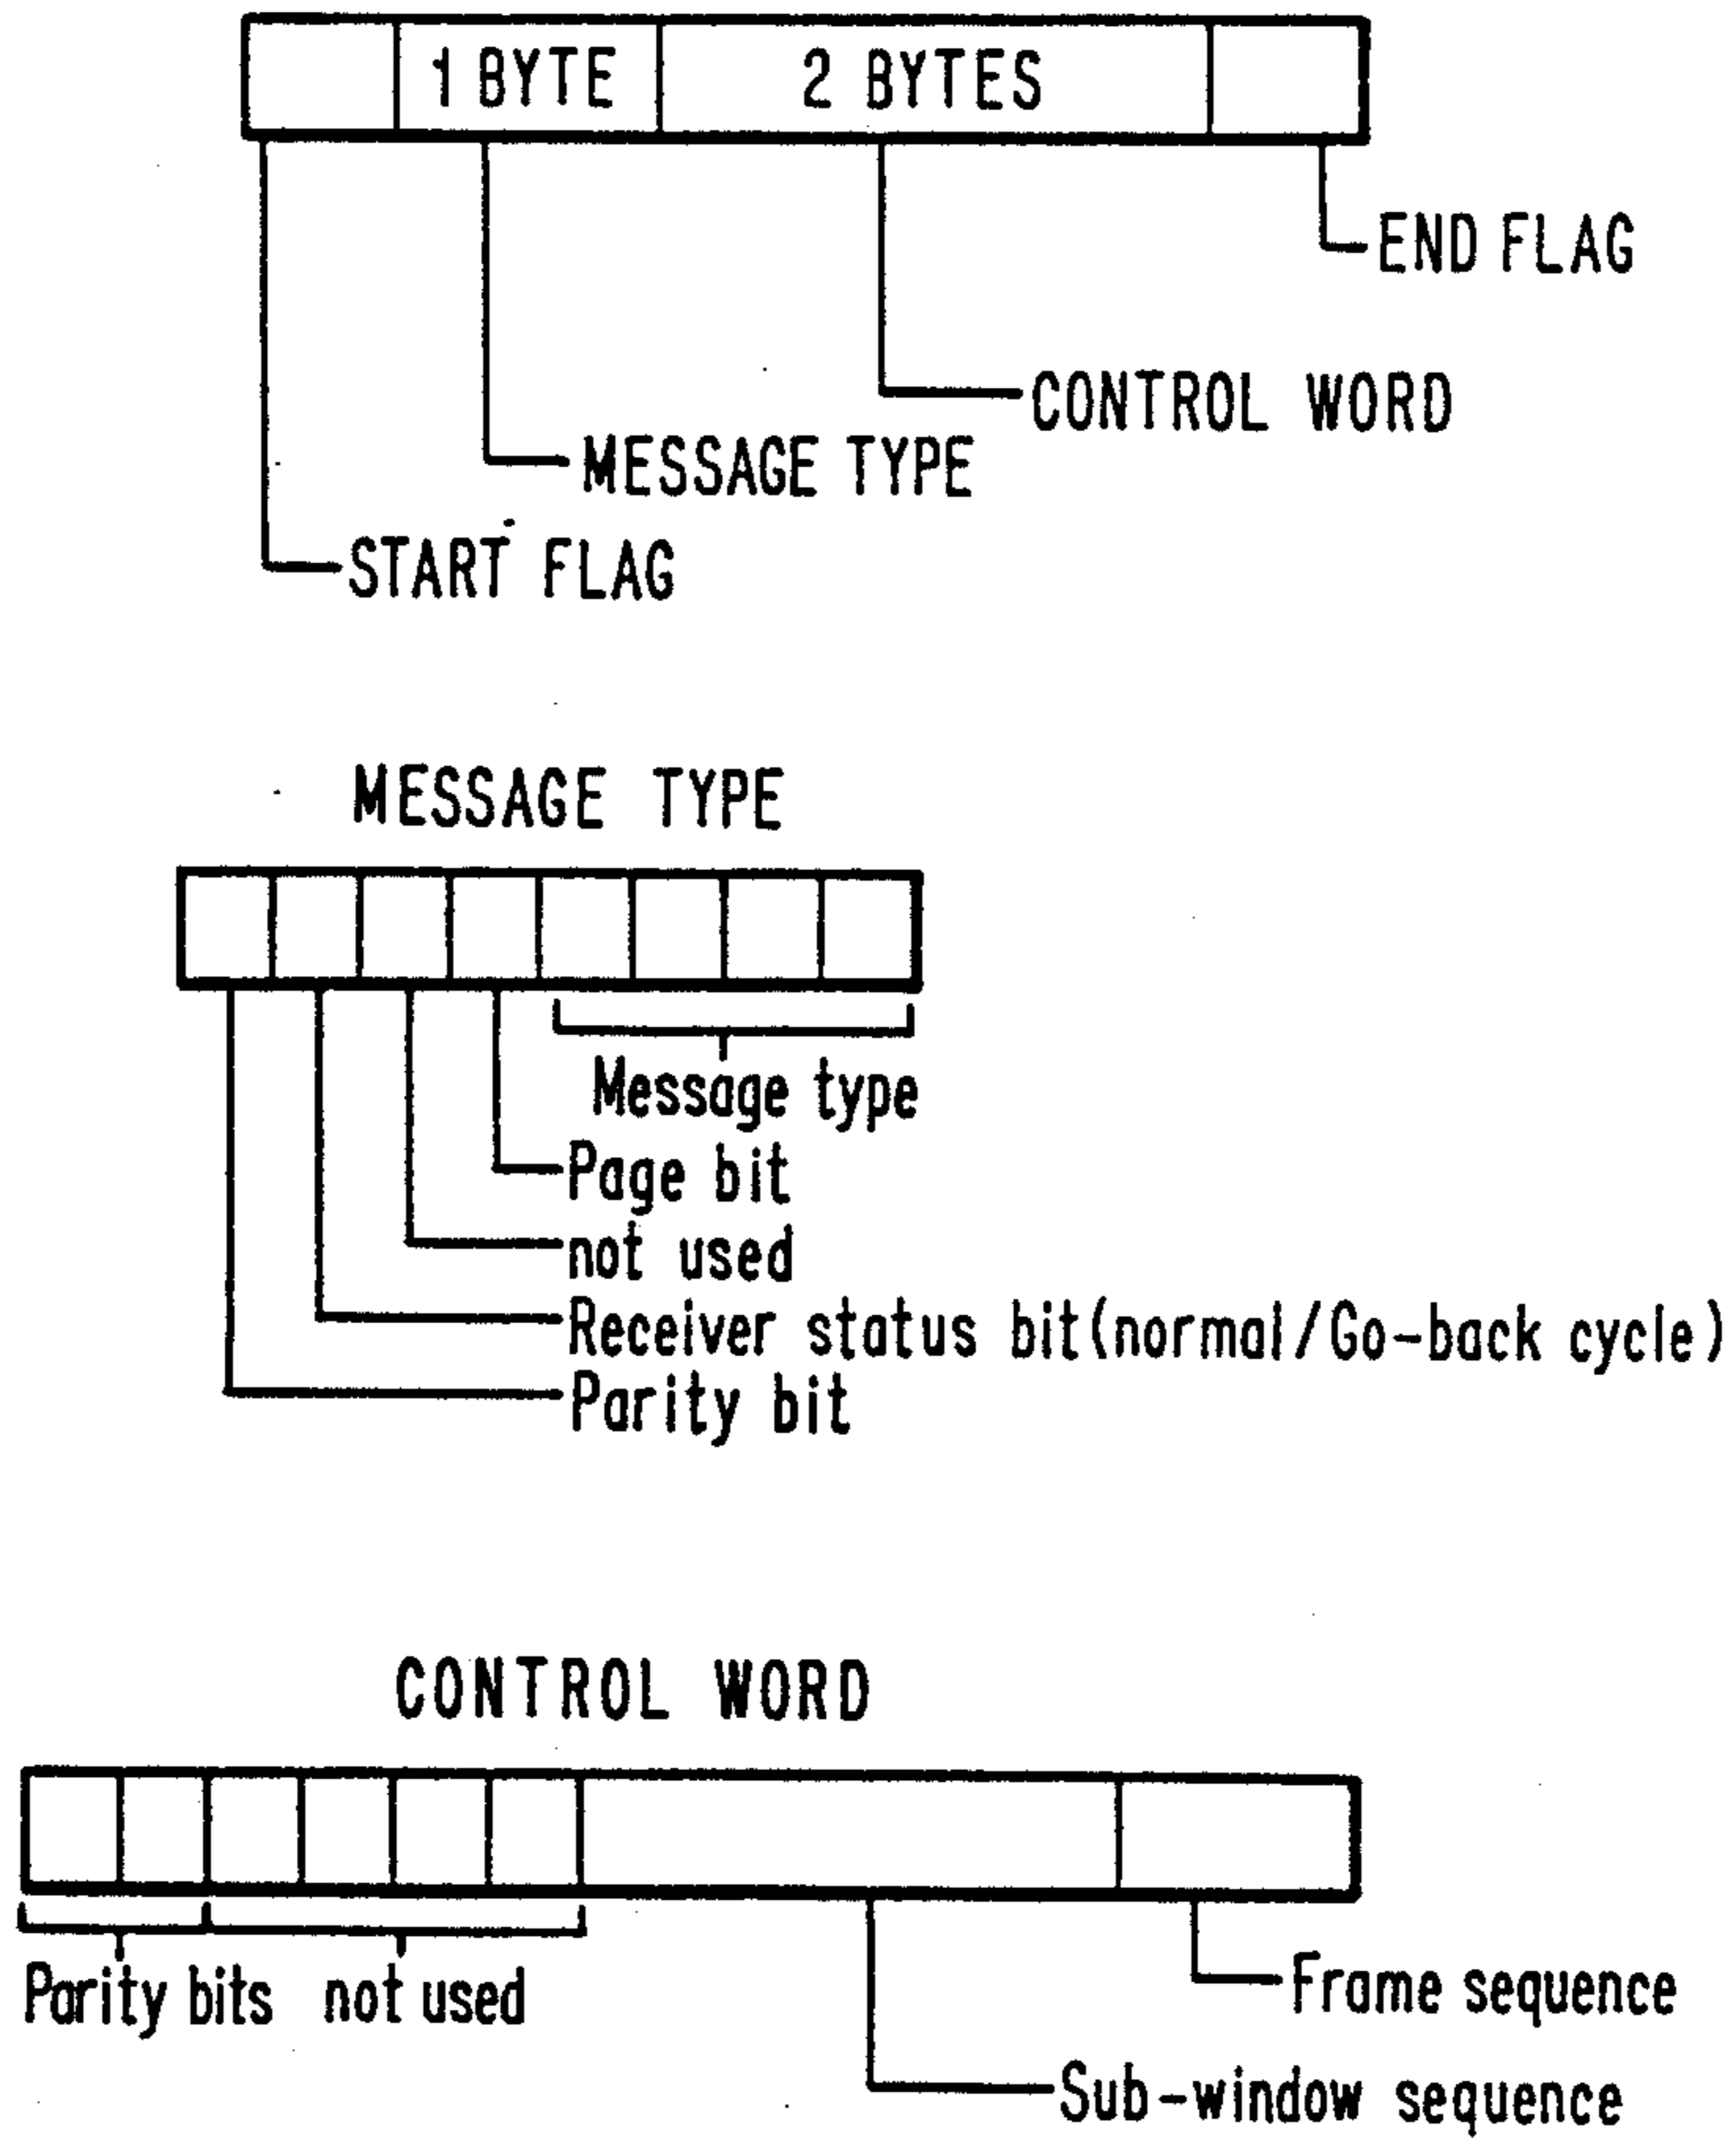 1 BYTE 2 BYTES
END FLAG
CONTROL WORD
MESSAGE TYPE
START FLAG
MESSAGE TYPE
Message type
Page bit
not used
Receiver status bit(normal/Go-back cycle)
Parity bit
CONTROL WORD
Parity bits not used
Frame sequence
Sub-window sequence